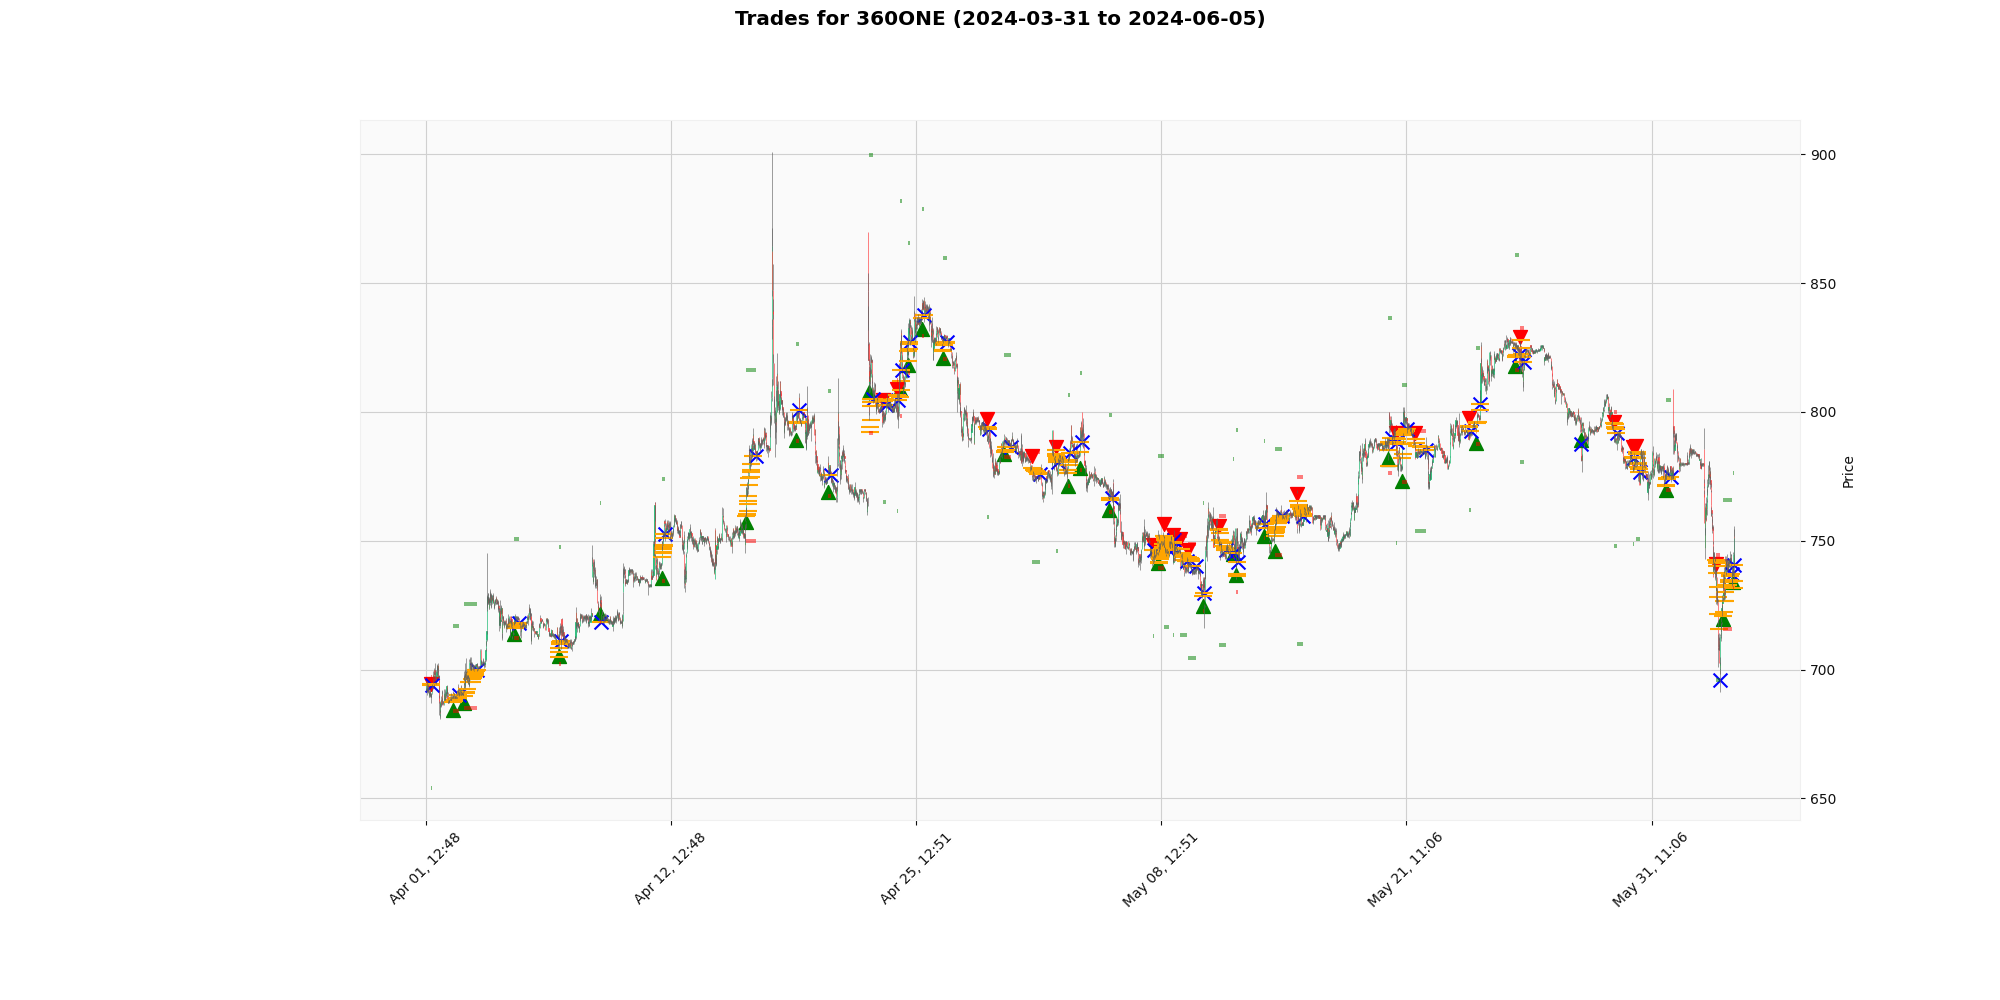 Trades for 360ONE (2024-03-31 to 2024-06-05)
900
850
800
750
700
650
Price
Apr 01, 12:48
Apr 12, 12:48
Apr 25, 12:51
May 08, 12:51
May 21, 11:06
May 31, 11:06